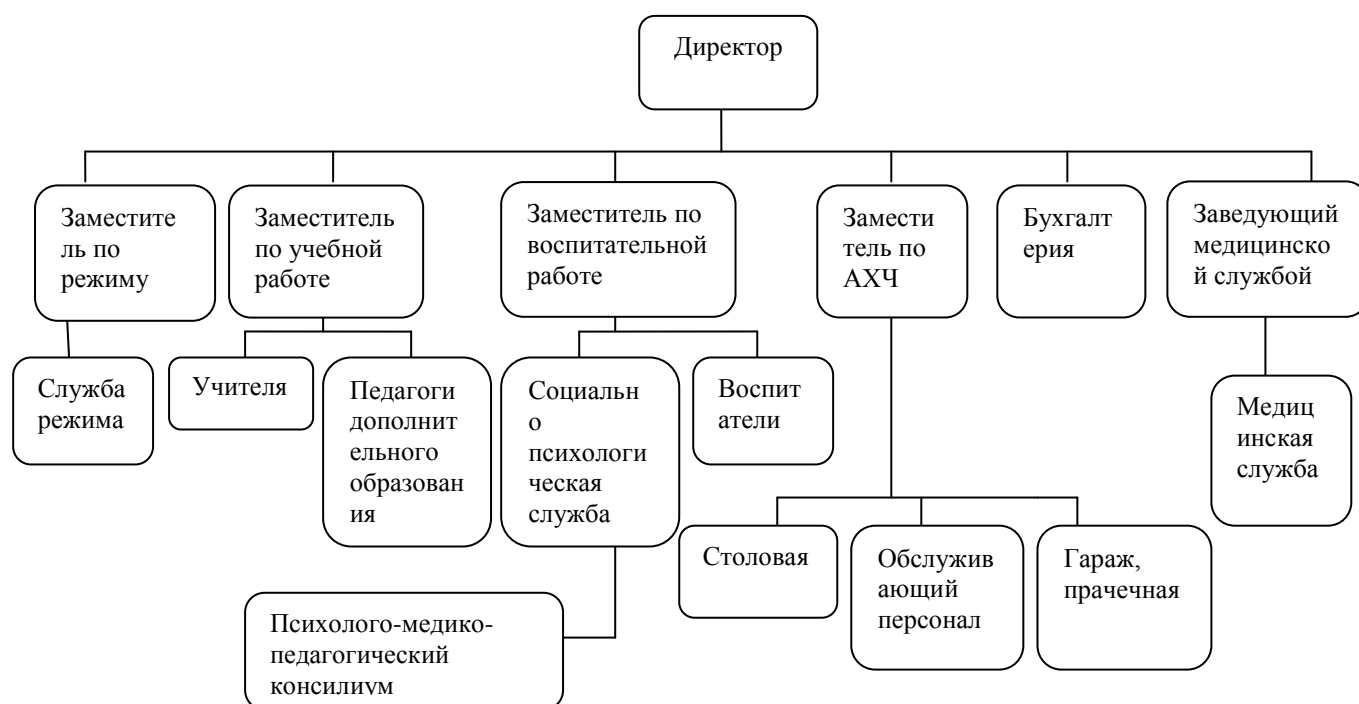 Директор
Заместите
ль по
режиму
Заместитель
по учебной
работе
Заместитель по
воспитательной
работе
Замести
тель по
АХЧ
Бухгалт
ерия
Заведующий
медицинско
й службой
Служба
режима
Учителя
Педагоги
дополнит
ельного
образован
ия
Социальн
о
психологи
ческая
служба
Воспит
атели
Медиц
инская
служба
Столовая
Обслужив
ающий
персонал
Гараж,
прачечная
Психолого-медико-
педагогический
консилиум